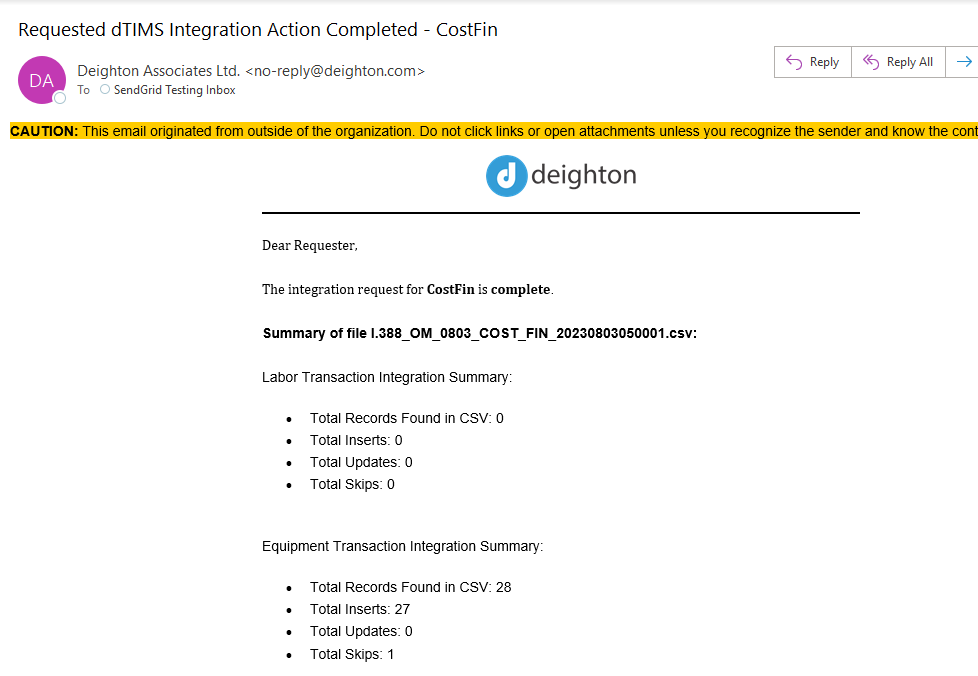 Requested dTIMS Integration Action Completed - CostFin
DA
Deighton Associates Ltd. <no-reply@deighton.com>
To SendGrid Testing Inbox
Reply
Reply All
CAUTION: This email originated from outside of the organization. Do not click links or open attachments unless you recognize the sender and know the cont
d deighton
Dear Requester,
The integration request for CostFin is complete.
Summary of file I.388_OM_0803_COST_FIN_20230803050001.csv:
Labor Transaction Integration Summary:
• Total Records Found in CSV: 0
• Total Inserts: 0
• Total Updates: 0
• Total Skips: 0
Equipment Transaction Integration Summary:
• Total Records Found in CSV: 28
• Total Inserts: 27
• Total Updates: 0
• Total Skips: 1